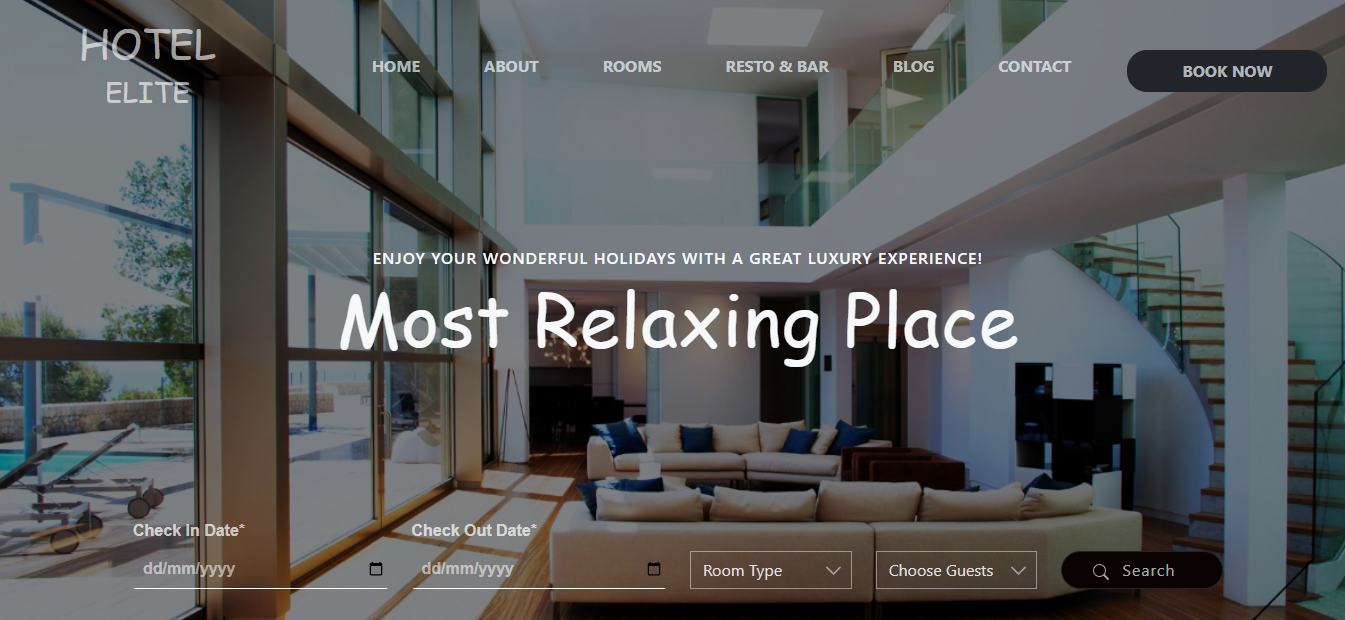 HOTEL
ELITE
HOME
ABOUT
ROOMS
RESTO & BAR
BLOG
CONTACT
BOOK NOW
ENJOY YOUR WONDERFUL HOLIDAYS WITH A GREAT LUXURY EXPERIENCE!
Most Relaxing Place
Check In Date*
dd/mm/yyyy
Check Out Date*
dd/mm/yyyy
Room Type
Choose Guests
Search